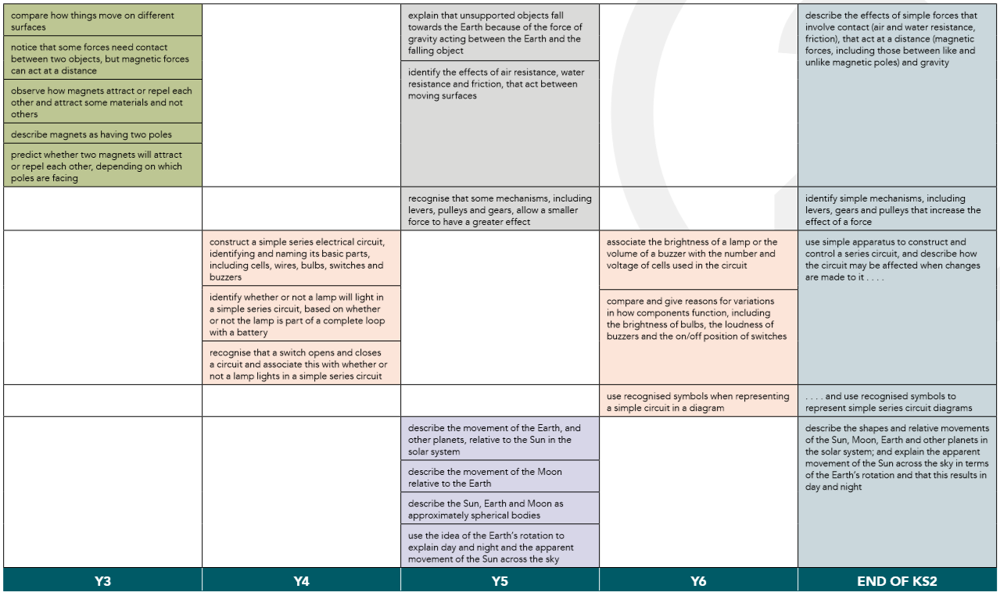 compare how things move on different
surfaces
notice that some forces need contact
between two objects, but magnetic forces
can act at a distance
observe how magnets attract or repel each
other and attract some materials and not
others
describe magnets as having two poles
predict whether two magnets will attract
or repel each other, depending on which
poles are facing
explain that unsupported objects fall
towards the Earth because of the force of
gravity acting between the Earth and the
falling object
identify the effects of air resistance, water
resistance and friction, that act between
moving surfaces
describe the effects of simple forces that
involve contact (air and water resistance,
friction), that act at a distance (magnetic
forces, including those between like and
unlike magnetic poles) and gravity
recognise that some mechanisms, including
levers, pulleys and gears, allow a smaller
force to have a greater effect
identify simple mechanisms, including
levers, gears and pulleys that increase the
effect of a force
construct a simple series electrical circuit,
identifying and naming its basic parts,
including cells, wires, bulbs, switches and
buzzers
identify whether or not a lamp will light in
a simple series circuit, based on whether
or not the lamp is part of a complete loop
with a battery
recognise that a switch opens and closes
a circuit and associate this with whether or
not a lamp lights in a simple series circuit
associate the brightness of a lamp or the
volume of a buzzer with the number and
voltage of cells used in the circuit
compare and give reasons for variations
in how components function, including
the brightness of bulbs, the loudness of
buzzers and the on/off position of switches
use simple apparatus to construct and
control a series circuit, and describe how
the circuit may be affected when changes
are made to it . . . .
use recognised symbols when representing
a simple circuit in a diagram
. . . . and use recognised symbols to
represent simple series circuit diagrams
describe the movement of the Earth, and
other planets, relative to the Sun in the
solar system
describe the movement of the Moon
relative to the Earth
describe the Sun, Earth and Moon as
approximately spherical bodies
use the idea of the Earth's rotation to
explain day and night and the apparent
movement of the Sun across the sky
describe the shapes and relative movements
of the Sun, Moon, Earth and other planets in
the solar system; and explain the apparent
movement of the Sun across the sky in terms
of the Earth's rotation and that this results in
day and night
Y3
Y4
Y5
Y6
END OF KS2